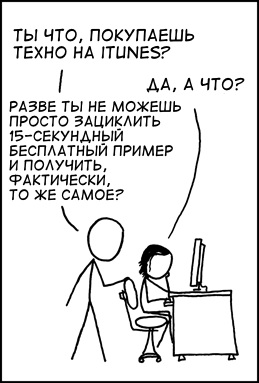 ТЫ ЧТО, ПОКУПАЕШЬ
ТЕХНО НА ITUNES?
ДА, А ЧТО?
РАЗВЕ ТЫ НЕ МОЖЕШЬ
ПРОСТО ЗАЦИКЛИТЬ
15-СЕКУНДНЫЙ
БЕСПЛАТНЫЙ ПРИМЕР
И ПОЛУЧИТЬ,
ФАКТИЧЕСКИ,
ТО ЖЕ САМОЕ?